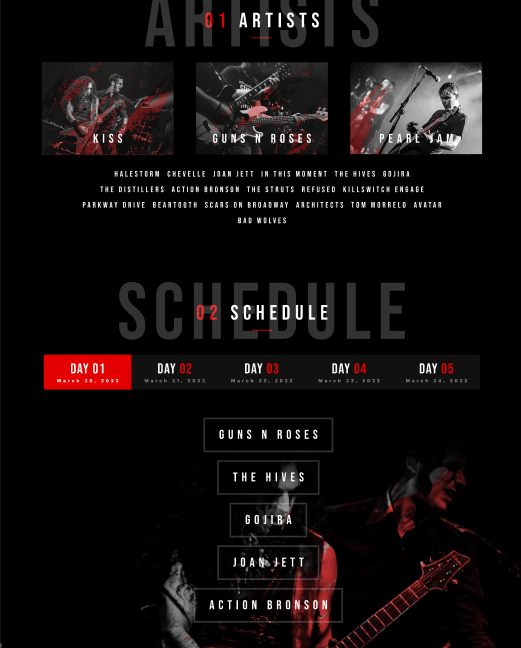 ARTISTS
01 ARTISTS
KISS
GUNS N ROSES
PEARL JAM
HALESTORM CHEVELLE JOAN JETT IN THIS MOMENT THE HIVES GOJIRA
THE DISTILLERS ACTION BRONSON THE STRUTS REFUSED KILLSWITCH ENGAGE
PARKWAY DRIVE BEARTOOTH SCARS ON BROADWAY ARCHITECTS TOM MORRELO AVATAR
BAD WOLVES
SCHEDULE
02 SCHEDULE
DAY 01
March 20, 2022
DAY 02
March 21, 2022
DAY 03
March 22, 2022
DAY 04
March 23, 2022
DAY 05
March 24, 2022
GUNS N ROSES
THE HIVES
GOJIRA
JOAN JETT
ACTION BRONSON